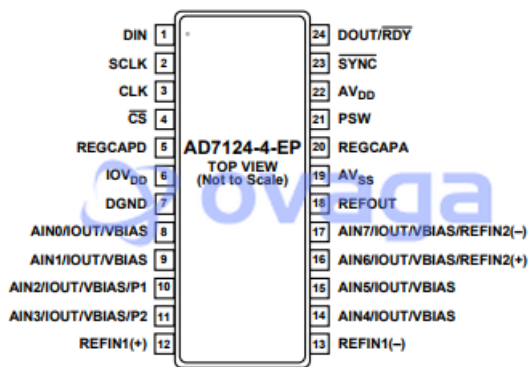 DIN 1
SCLK 2
CLK 3
CS 4
REGCAPD 5
IOVDD 6
DGND 7
AIN0/IOUT/VBIAS 8
AIN1/IOUT/VBIAS 9
AIN2/IOUT/VBIAS/P1 10
AIN3/IOUT/VBIAS/P2 11
REFIN1(+) 12
AD7124-4-EP
TOP VIEW
(Not to Scale)
24 DOUT/RDY
23 SYNC
22 AVDD
21 PSW
20 REGCAPA
19 AVSS
18 REFOUT
17 AIN7/IOUT/VBIAS/REFIN2(–)
16 AIN6/IOUT/VBIAS/REFIN2(+)
15 AIN5/IOUT/VBIAS
14 AIN4/IOUT/VBIAS
13 REFIN1(–)
ovaga